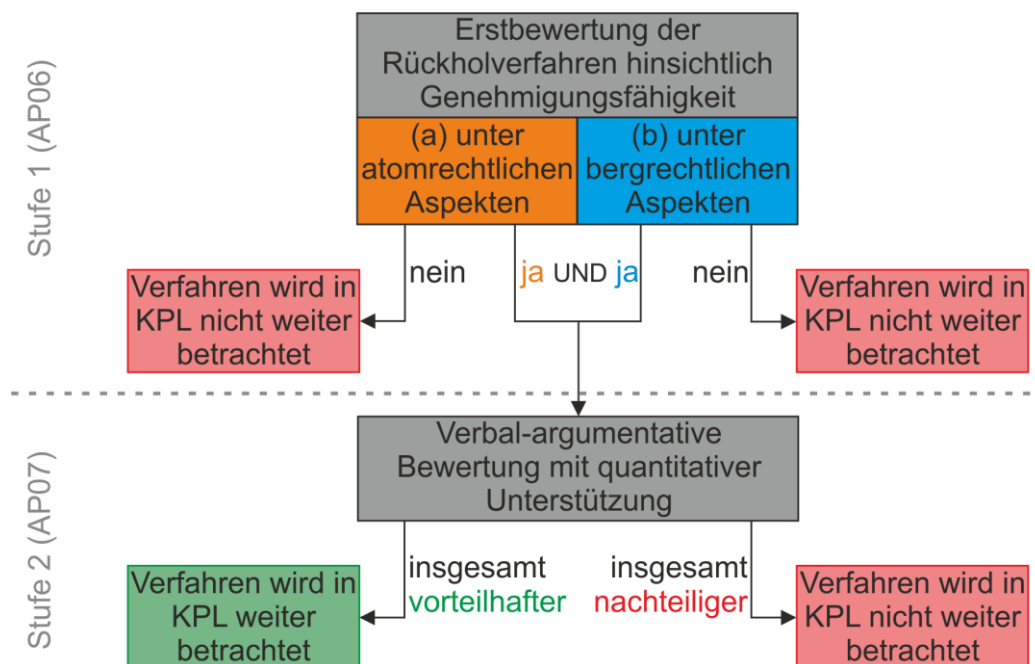 Stufe 1 (AP06)
Erstbewertung der
Rückholverfahren hinsichtlich
Genehmigungsfähigkeit
(a) unter
atomrechtlichen
Aspekten
(b) unter
bergrechtlichen
Aspekten
nein
ja UND ja
nein
Verfahren wird in
KPL nicht weiter
betrachtet
Verfahren wird in
KPL nicht weiter
betrachtet
Stufe 2 (AP07)
Verbal-argumentative
Bewertung mit quantitativer
Unterstützung
insgesamt
vorteilhafter
insgesamt
nachteiliger
Verfahren wird in
KPL weiter
betrachtet
Verfahren wird in
KPL nicht weiter
betrachtet